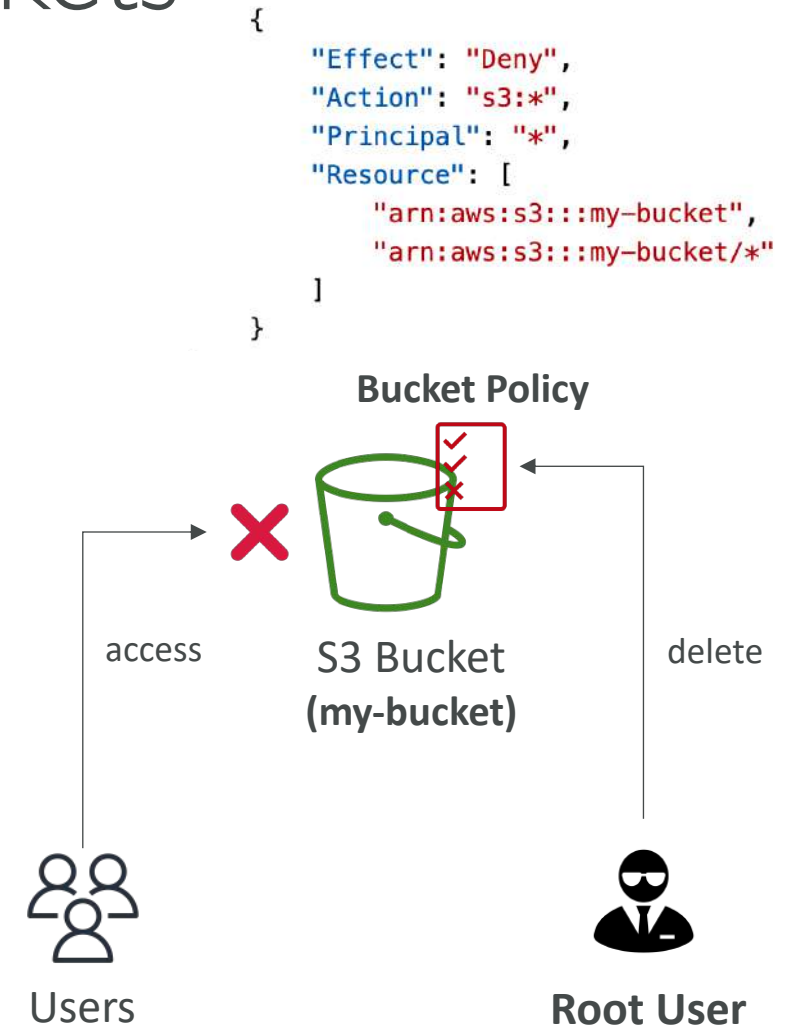 {
    "Effect": "Deny",
    "Action": "s3:*",
    "Principal": "*",
    "Resource": [
        "arn:aws:s3:::my-bucket",
        "arn:aws:s3:::my-bucket/*"
    ]
}
Bucket Policy
access
S3 Bucket
(my-bucket)
delete
Users
Root User